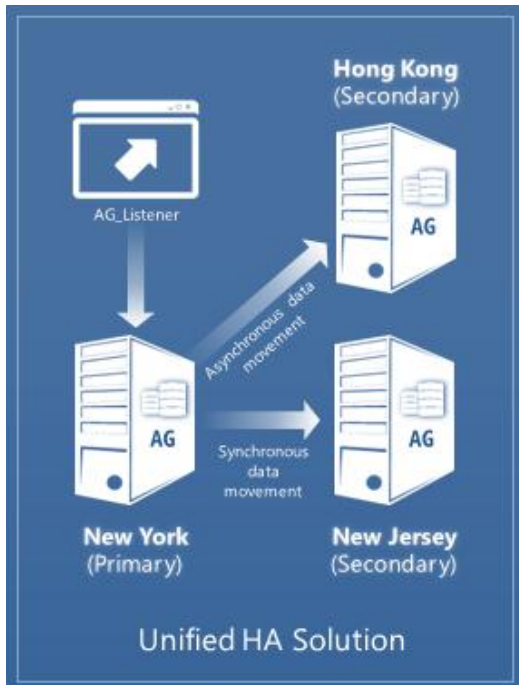 Hong Kong
(Secondary)
AG_Listener
AG
Asynchronous data
movement
AG
Synchronous
data
movement
AG
New York
(Primary)
New Jersey
(Secondary)
Unified HA Solution